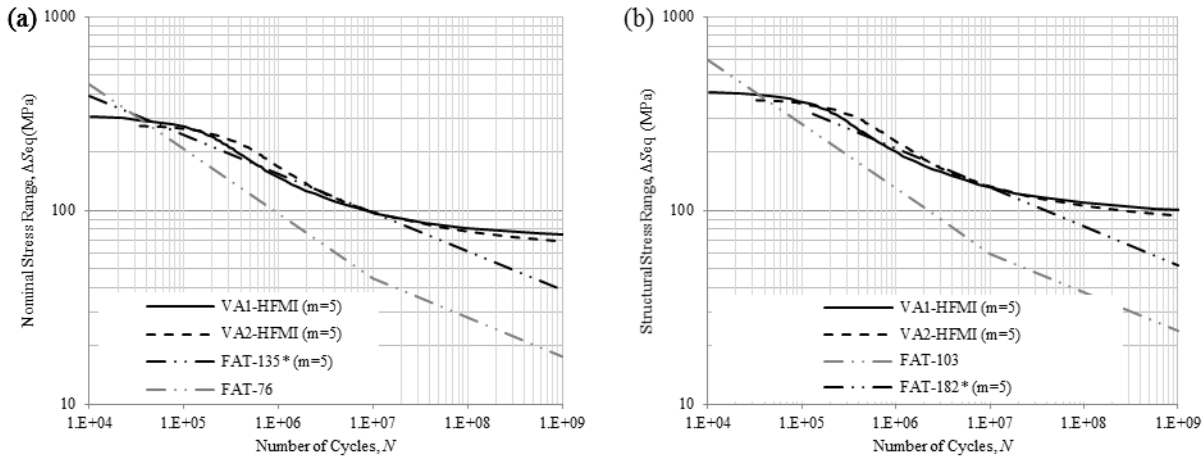 (a)
Nominal Stress Range, ΔSeq (MPa)
1000
100
10
VA1-HFMI (m=5)
VA2-HFMI (m=5)
FAT-135* (m=5)
FAT-76
1.E+04 1.E+05 1.E+06 1.E+07 1.E+08 1.E+09
Number of Cycles, N
(b)
Structural Stress Range, ΔSeq (MPa)
1000
100
10
VA1-HFMI (m=5)
VA2-HFMI (m=5)
FAT-103
FAT-182* (m=5)
1.E+04 1.E+05 1.E+06 1.E+07 1.E+08 1.E+09
Number of Cycles, N